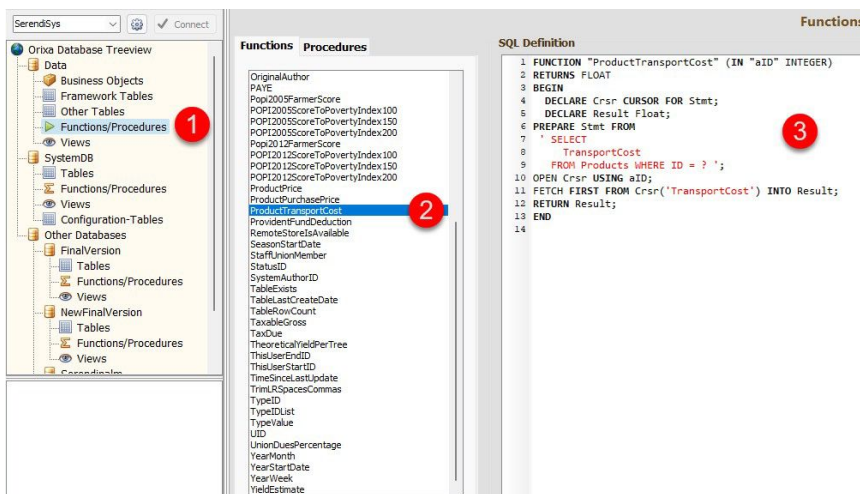 SerendiSys
Connect
Functions
Orixa Database Treeview
Data
Business Objects
Framework Tables
Other Tables
Functions/Procedures
1
Views
SystemDB
Tables
Functions/Procedures
Views
Configuration-Tables
Other Databases
FinalVersion
Tables
Functions/Procedures
Views
NewFinalVersion
Tables
Functions/Procedures
Views
Functions Procedures
OriginalAuthor
PAYE
Popi2005FarmerScore
POPI2005ScoreToPovertyIndex100
POPI2005ScoreToPovertyIndex150
POPI2005ScoreToPovertyIndex200
Popi2012FarmerScore
POPI2012ScoreToPovertyIndex100
POPI2012ScoreToPovertyIndex150
POPI2012ScoreToPovertyIndex200
ProductPrice
ProductPurchasePrice
ProductTransportCost
2
ProvidentFundDeduction
RemoteStoreIsAvailable
SeasonStartDate
StaffUnionMember
StatusID
SystemAuthorID
TableExists
TableLastCreateDate
TableRowCount
TaxableGross
TaxDue
TheoreticalYieldPerTree
ThisUserEndID
ThisUserStartID
TimeSinceLastUpdate
TrimLRSpacesCommas
TypeID
TypeIDList
TypeValue
UID
UnionDuesPercentage
YearMonth
YearStartDate
YearWeek
YieldEstimate
SQL Definition
1 FUNCTION "ProductTransportCost" (IN "aID" INTEGER)
2 RETURNS FLOAT
3 BEGIN
4 DECLARE Crsr CURSOR FOR Stmt;
5 DECLARE Result Float;
6 PREPARE Stmt FROM
7 ' SELECT
8 TransportCost
9 FROM Products WHERE ID = ? ';
10 OPEN Crsr USING aID;
11 FETCH FIRST FROM Crsr('TransportCost') INTO Result;
12 RETURN Result;
13 END
14
3